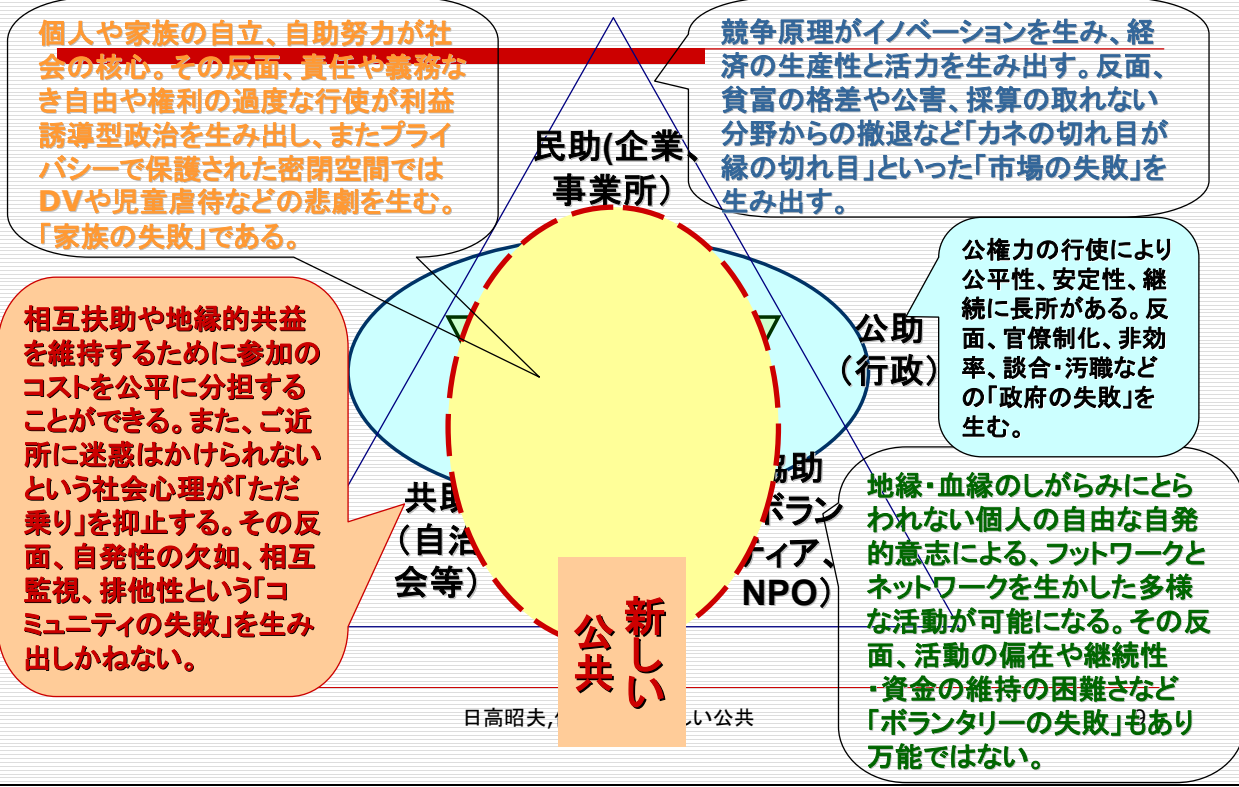 個人や家族の自立、自助努力が社
会の核心。その反面、責任や義務な
き自由や権利の過度な行使が利益
誘導型政治を生み出し、またプライ
バシーで保護された密閉空間では
DVや児童虐待などの悲劇を生む。
「家族の失敗」である。
競争原理がイノベーションを生み、経
済の生産性と活力を生み出す。反面、
貧富の格差や公害、採算の取れない
分野からの撤退など「カネの切れ目が
縁の切れ目」といった「市場の失敗」を
生み出す。
民助(企業、
事業所）
公権力の行使により
公平性、安定性、継
続に長所がある。反
面、官僚制化、非効
率、談合・汚職など
の「政府の失敗」を
生む。
公助
（行政）
相互扶助や地縁的共益
を維持するために参加の
コストを公平に分担する
ことができる。また、ご近
所に迷惑はかけられない
という社会心理が「ただ
乗り」を抑止する。その反
面、自発性の欠如、相互
監視、排他性という「コ
ミュニティの失敗」を生み
出しかねない。
共助
（自治
会等）
協助
ボラン
ティア、
NPO）
地縁・血縁のしがらみにとら
われない個人の自由な自発
的意志による、フットワークと
ネットワークを生かした多様
な活動が可能になる。その反
面、活動の偏在や継続性
・資金の維持の困難さなど
「ボランタリーの失敗」もあり
万能ではない。
新しい
公共
日高昭夫,
しい公共
9